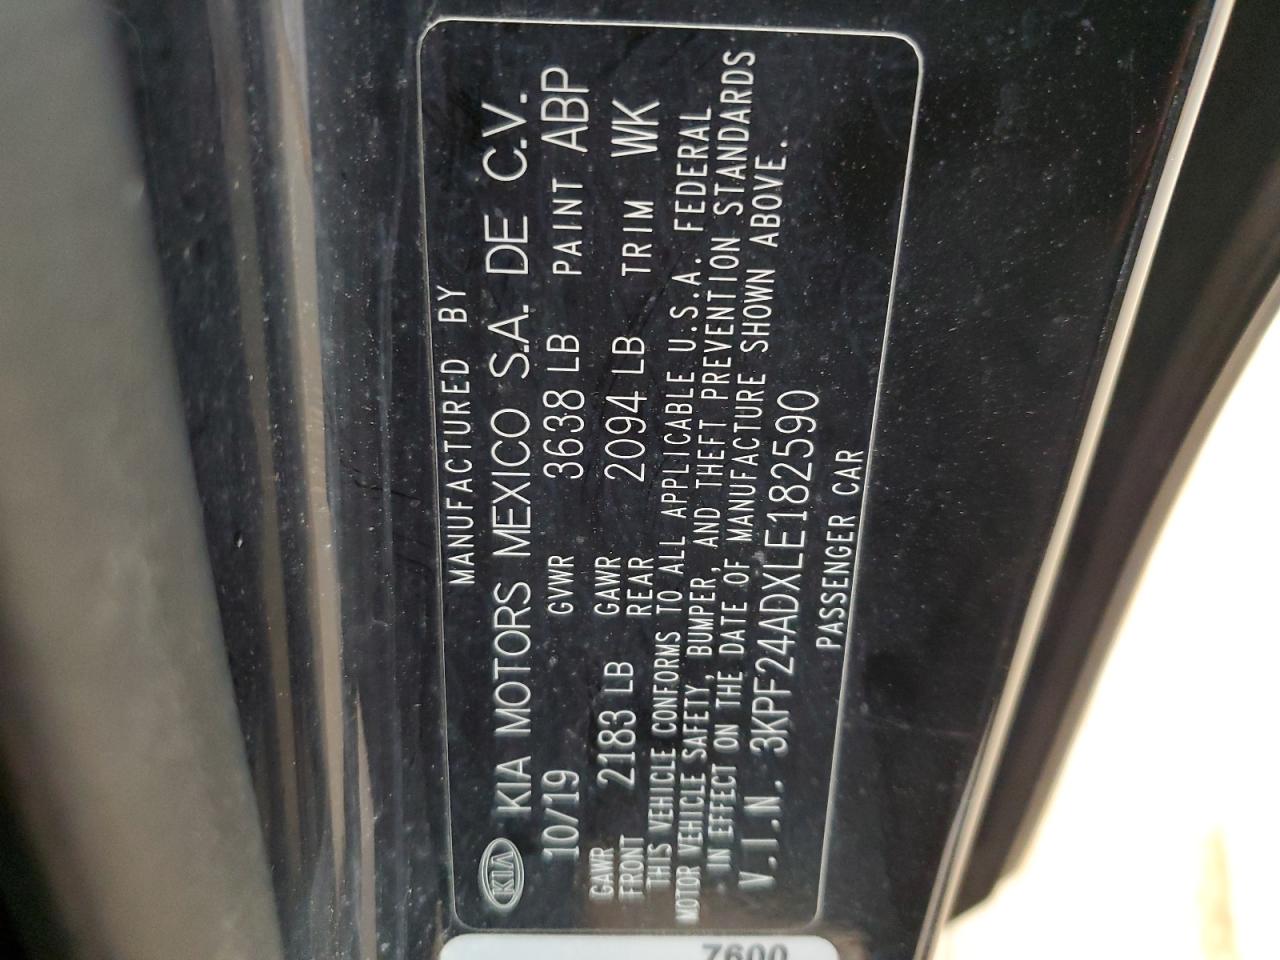 MANUFACTURED BY
KIA KIA MOTORS MEXICO S.A. DE C.V.
10/19 GVWR 3638 LB PAINT ABP
GAWR FRONT 2183 LB GAWR REAR 2094 LB TRIM WK
THIS VEHICLE CONFORMS TO ALL APPLICABLE U.S.A. FEDERAL
MOTOR VEHICLE SAFETY, BUMPER, AND THEFT PREVENTION STANDARDS
IN EFFECT ON THE DATE OF MANUFACTURE SHOWN ABOVE.
V.I.N. 3KPF24ADXLE182590
PASSENGER CAR
7600